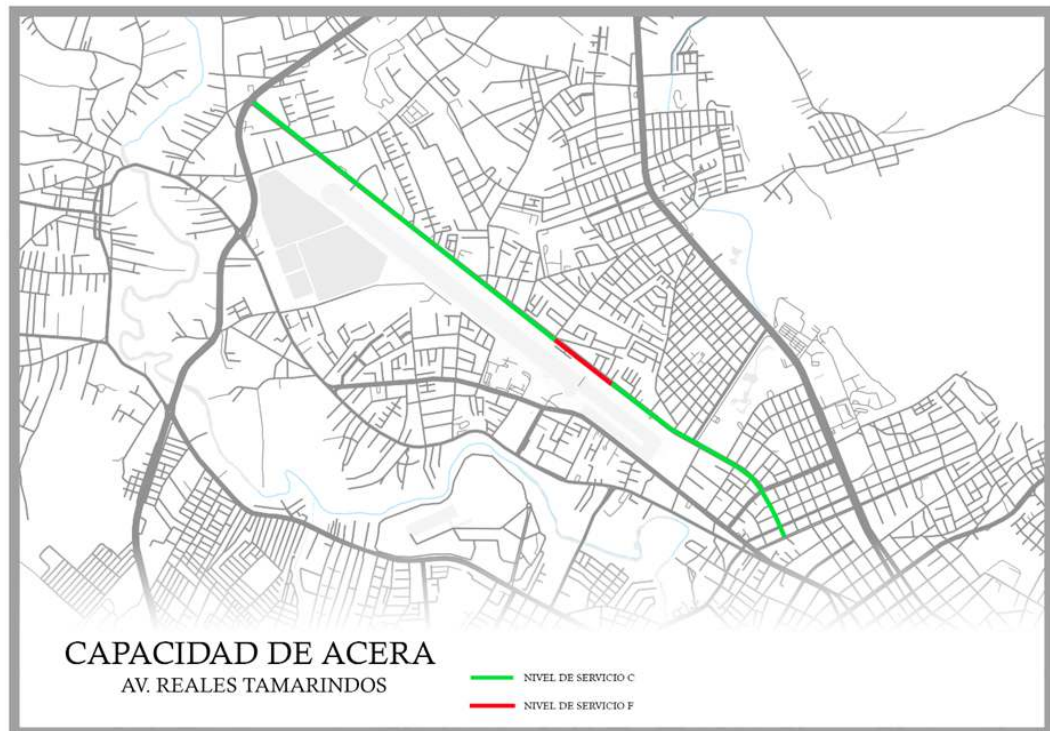 CAPACIDAD DE ACERA
AV. REALES TAMARINDOS
NIVEL DE SERVICIO C
NIVEL DE SERVICIO F